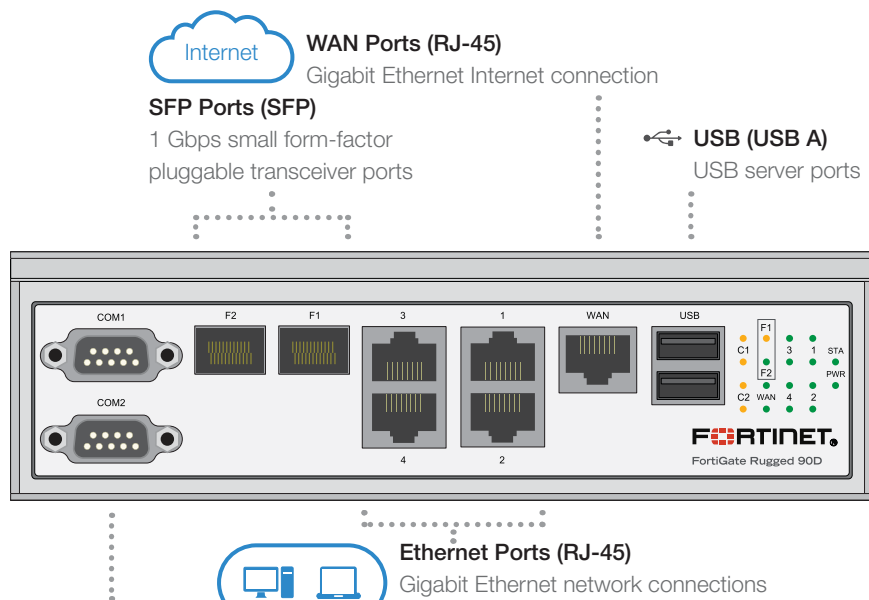 Internet
WAN Ports (RJ-45)
Gigabit Ethernet Internet connection
SFP Ports (SFP)
1 Gbps small form-factor
pluggable transceiver ports
USB (USB A)
USB server ports
COM1
F2
F1
3
1
WAN
USB
COM2
4
2
F1
C1
3
1
STA
F2
PWR
C2
WAN
4
2
FORTINET
FortiGate Rugged 90D
Ethernet Ports (RJ-45)
Gigabit Ethernet network connections